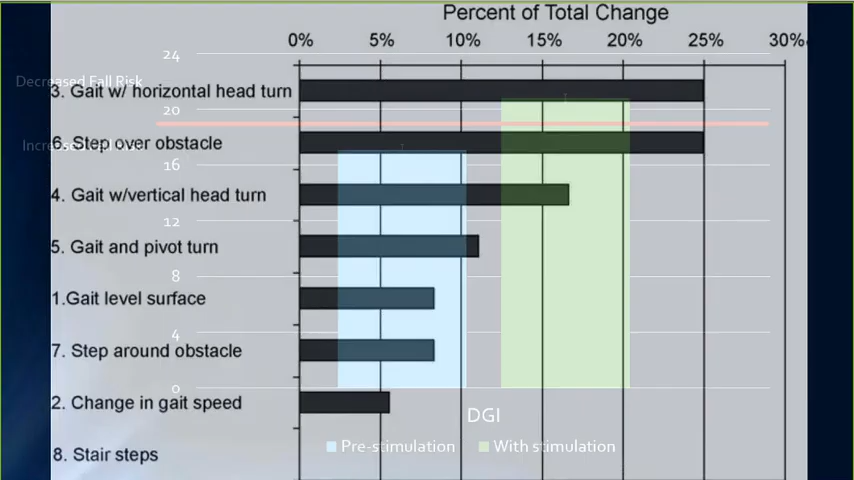 Percent of Total Change
0% 5% 10% 15% 20% 25% 30%
24
Decreased Fall Risk
3. Gait w/ horizontal head turn
20
6. Step over obstacle
16
4. Gait w/vertical head turn
12
5. Gait and pivot turn
8
1.Gait level surface
4
7. Step around obstacle
0
2. Change in gait speed
DGI
Pre-stimulation With stimulation
8. Stair steps